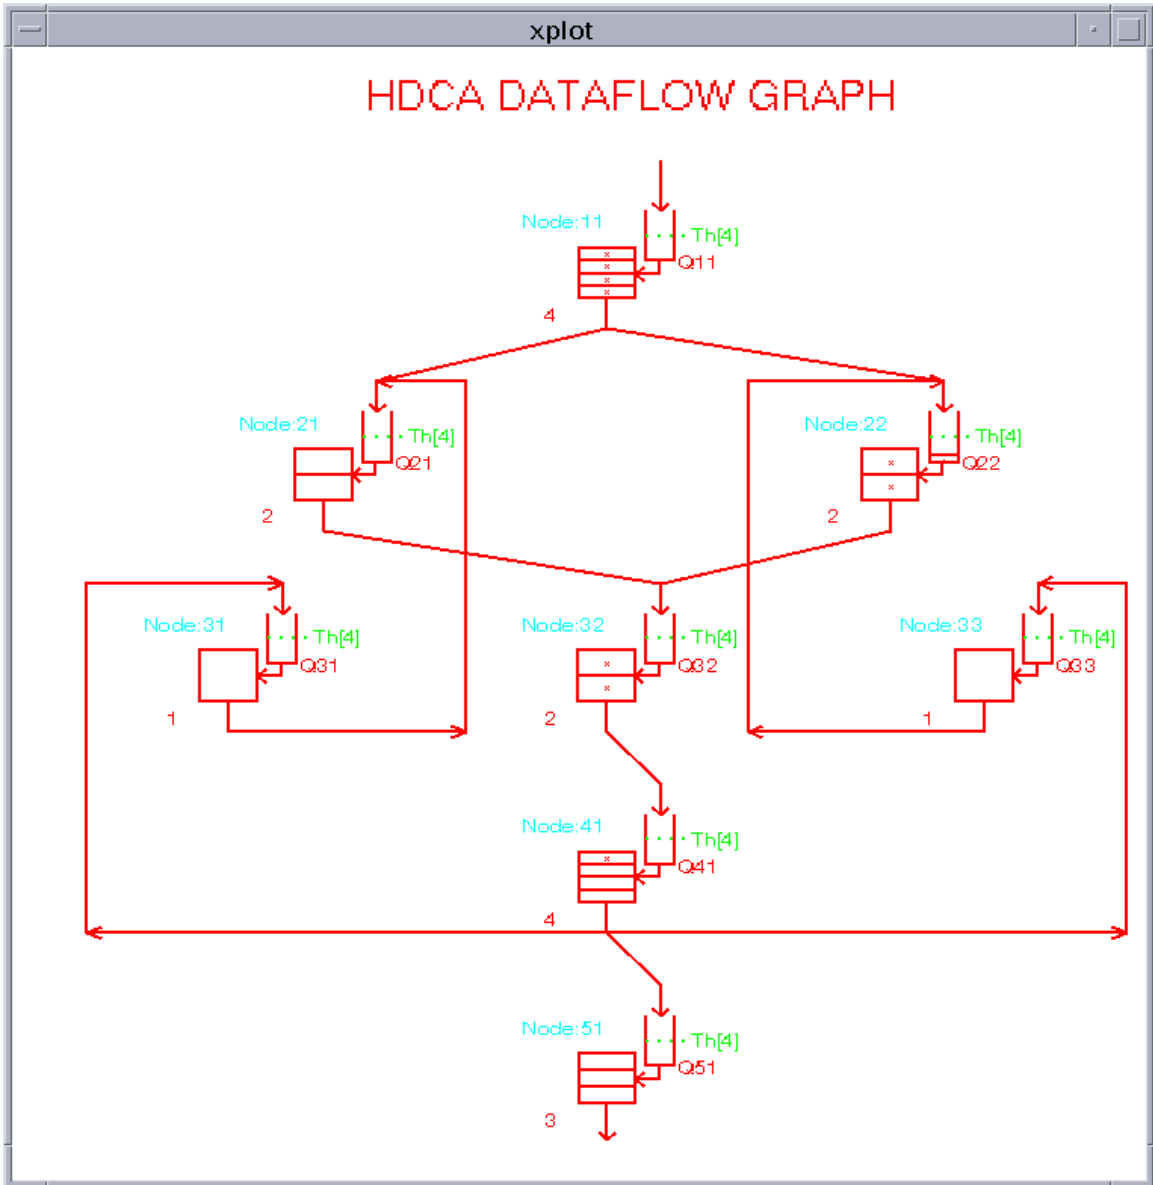 xplot
HDCA DATAFLOW GRAPH
Node:11
Th[4]
Q11
4
Node:21
Th[4]
Q21
2
Node:22
Th[4]
Q22
2
Node:31
Th[4]
Q31
1
Node:32
Th[4]
Q32
2
Node:33
Th[4]
Q33
1
Node:41
Th[4]
Q41
4
Node:51
Th[4]
Q51
3